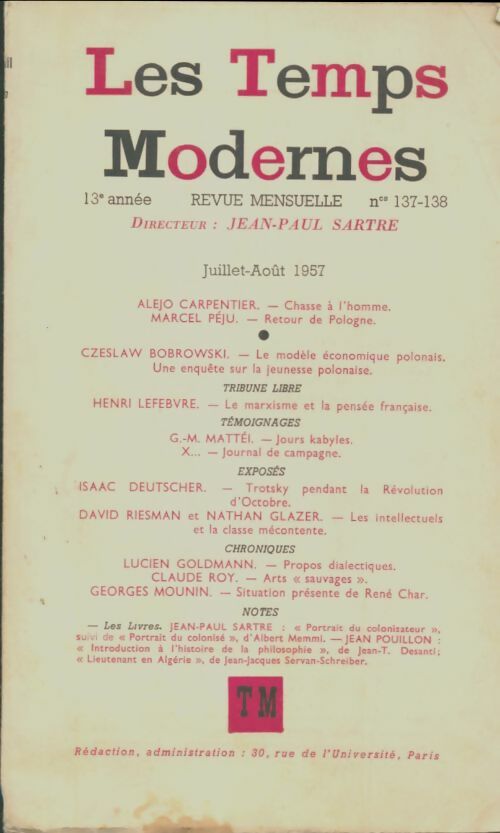 Les Temps
Modernes
13e année REVUE MENSUELLE nos 137-138
DIRECTEUR : JEAN-PAUL SARTRE
Juillet-Août 1957
ALEJO CARPENTIER. — Chasse à l'homme.
MARCEL PÉJU. — Retour de Pologne.
●
CZESLAW BOBROWSKI. — Le modèle économique polonais.
Une enquête sur la jeunesse polonaise.
TRIBUNE LIBRE
HENRI LEFEBVRE. — Le marxisme et la pensée française.
TÉMOIGNAGES
G.-M. MATTÉI. — Jours kabyles.
X... — Journal de campagne.
EXPOSÉS
ISAAC DEUTSCHER. — Trotsky pendant la Révolution
d'Octobre.
DAVID RIESMAN et NATHAN GLAZER. — Les intellectuels
et la classe mécontente.
CHRONIQUES
LUCIEN GOLDMANN. — Propos dialectiques.
CLAUDE ROY. — Arts « sauvages ».
GEORGES MOUNIN. — Situation présente de René Char.
NOTES
— Les Livres. JEAN-PAUL SARTRE : « Portrait du colonisateur »,
suivi de « Portrait du colonisé », d'Albert Memmi. — JEAN POUILLON :
« Introduction à l'histoire de la philosophie », de Jean-T. Desanti;
« Lieutenant en Algérie », de Jean-Jacques Servan-Schreiber.
TM
Rédaction, administration : 30, rue de l'Université, Paris